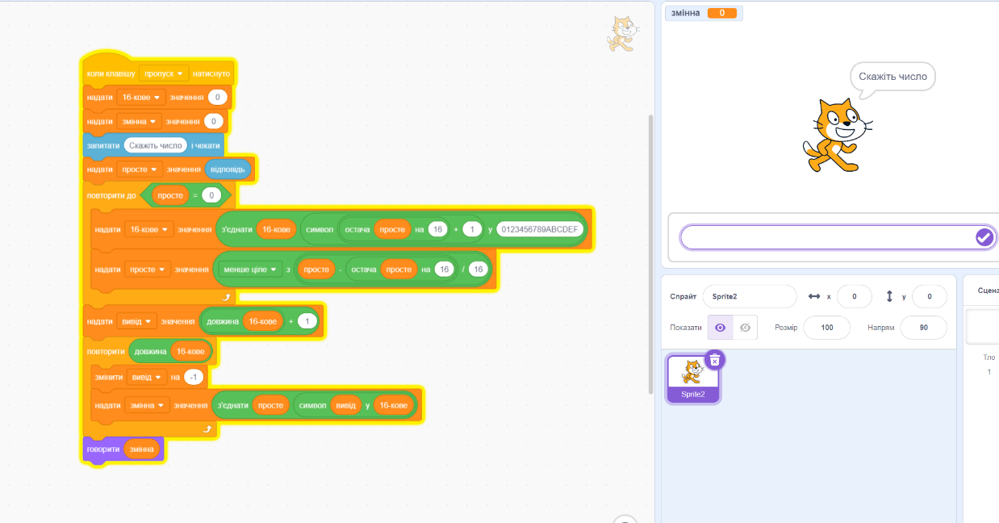 коли клавішу пропуск натиснуто
надати 16-кове значення 0
надати змінна значення 0
запитати Скажіть число і чекати
надати просте значення відповідь
повторити до просте = 0
надати 16-кове значення з'єднати 16-кове символ остача просте на 16 + 1 у 0123456789ABCDEF
надати просте значення менше ціле з просте - остача просте на 16 / 16
надати вивід значення довжина 16-кове + 1
повторити довжина 16-кове
змінити вивід на -1
надати змінна значення з'єднати просте символ вивід у 16-кове
говорити змінна
змінна 0
Скажіть число
Спрайт Sprite2 x 0 y 0
Показати Розмір 100 Напрям 90
Sprite2
Сцена
Тло
1